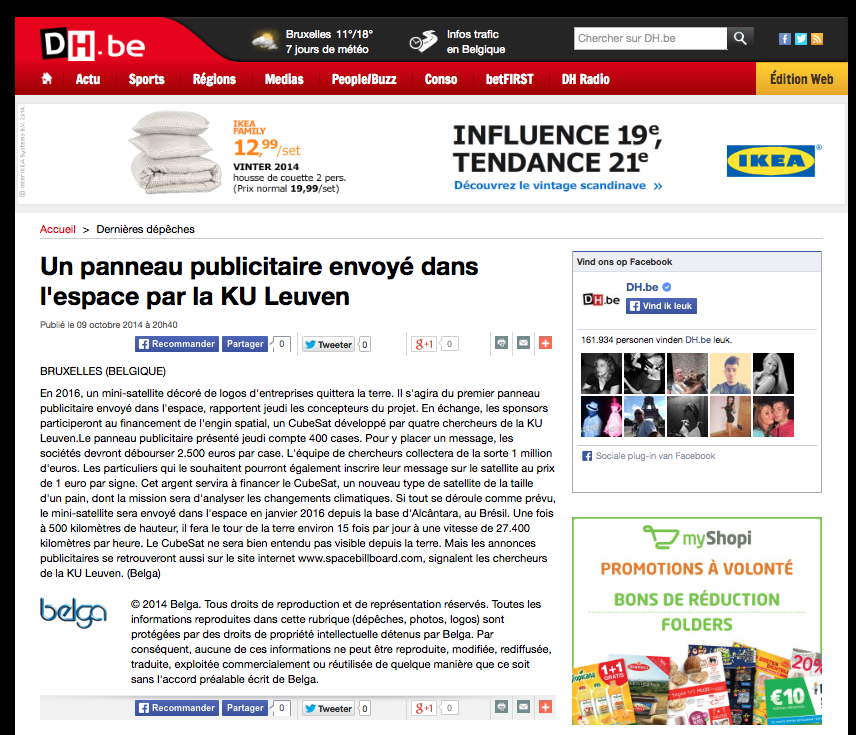 DH.be
Bruxelles 11°/18°
7 jours de météo
Infos trafic
en Belgique
Chercher sur DH.be
Actu Sports Régions Medias People/Buzz Conso betFIRST DH Radio Édition Web
© Inter IKEA Systems B.V. 2014
IKEA
FAMILY
12,99/set
VINTER 2014
housse de couette 2 pers.
(Prix normal 19,99/set)
INFLUENCE 19e,
TENDANCE 21e
Découvrez le vintage scandinave »
IKEA
Accueil > Dernières dépêches
Un panneau publicitaire envoyé dans
l'espace par la KU Leuven
Publié le 09 octobre 2014 à 20h40
Recommander Partager 0 Tweeter 0 g+1 0
BRUXELLES (BELGIQUE)
En 2016, un mini-satellite décoré de logos d'entreprises quittera la terre. Il s'agira du premier panneau
publicitaire envoyé dans l'espace, rapportent jeudi les concepteurs du projet. En échange, les sponsors
participeront au financement de l'engin spatial, un CubeSat développé par quatre chercheurs de la KU
Leuven.Le panneau publicitaire présenté jeudi compte 400 cases. Pour y placer un message, les
sociétés devront débourser 2.500 euros par case. L'équipe de chercheurs collectera de la sorte 1 million
d'euros. Les particuliers qui le souhaitent pourront également inscrire leur message sur le satellite au prix
de 1 euro par signe. Cet argent servira à financer le CubeSat, un nouveau type de satellite de la taille
d'un pain, dont la mission sera d'analyser les changements climatiques. Si tout se déroule comme prévu,
le mini-satellite sera envoyé dans l'espace en janvier 2016 depuis la base d'Alcântara, au Brésil. Une fois
à 500 kilomètres de hauteur, il fera le tour de la terre environ 15 fois par jour à une vitesse de 27.400
kilomètres par heure. Le CubeSat ne sera bien entendu pas visible depuis la terre. Mais les annonces
publicitaires se retrouveront aussi sur le site internet www.spacebillboard.com, signalent les chercheurs
de la KU Leuven. (Belga)
belga
© 2014 Belga. Tous droits de reproduction et de représentation réservés. Toutes les
informations reproduites dans cette rubrique (dépêches, photos, logos) sont
protégées par des droits de propriété intellectuelle détenus par Belga. Par
conséquent, aucune de ces informations ne peut être reproduite, modifiée, rediffusée,
traduite, exploitée commercialement ou réutilisée de quelque manière que ce soit
sans l'accord préalable écrit de Belga.
Recommander Partager 0 Tweeter 0 g+1 0
Vind ons op Facebook
DH.be
DH.be
Vind ik leuk
161.934 personen vinden DH.be leuk.
Sociale plug-in van Facebook
myShopi
PROMOTIONS À VOLONTÉ
BONS DE RÉDUCTION
FOLDERS
1+1
GRATIS
Tropicana
20%
€10